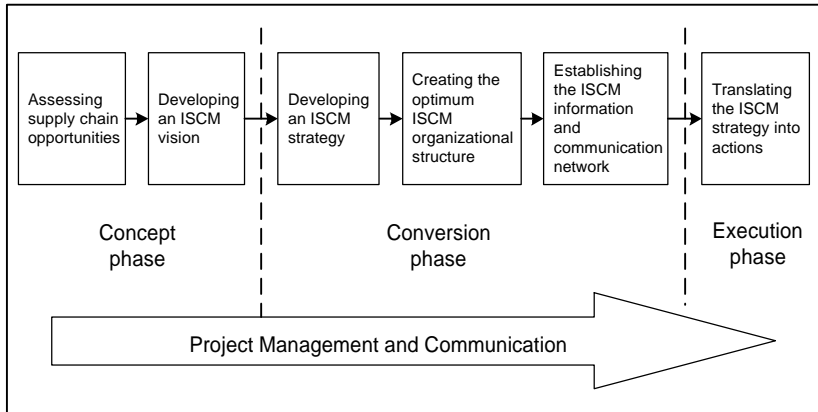 Assessing
supply chain
opportunities
Developing
an ISCM
vision
Developing
an ISCM
strategy
Creating the
optimum
ISCM
organizational
structure
Establishing
the ISCM
information
and
communication
network
Translating
the ISCM
strategy into
actions
Concept
phase
Conversion
phase
Execution
phase
Project Management and Communication